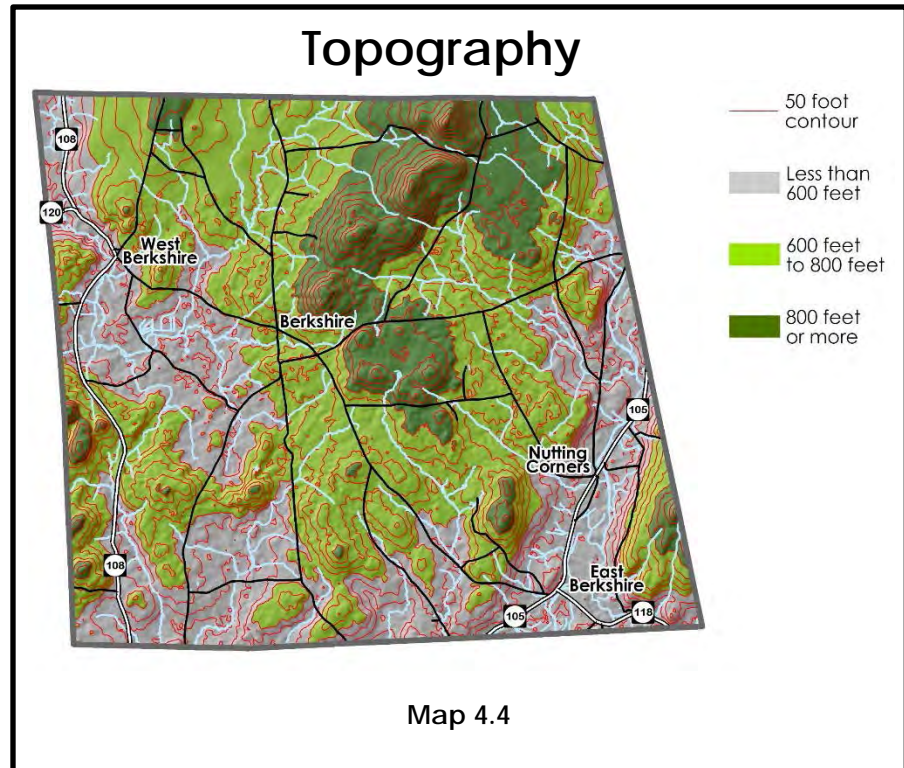 Topography
50 foot
contour
Less than
600 feet
600 feet
to 800 feet
800 feet
or more
108
120
West
Berkshire
Berkshire
105
Nutting
Corners
108
East
Berkshire
105
118
Map 4.4